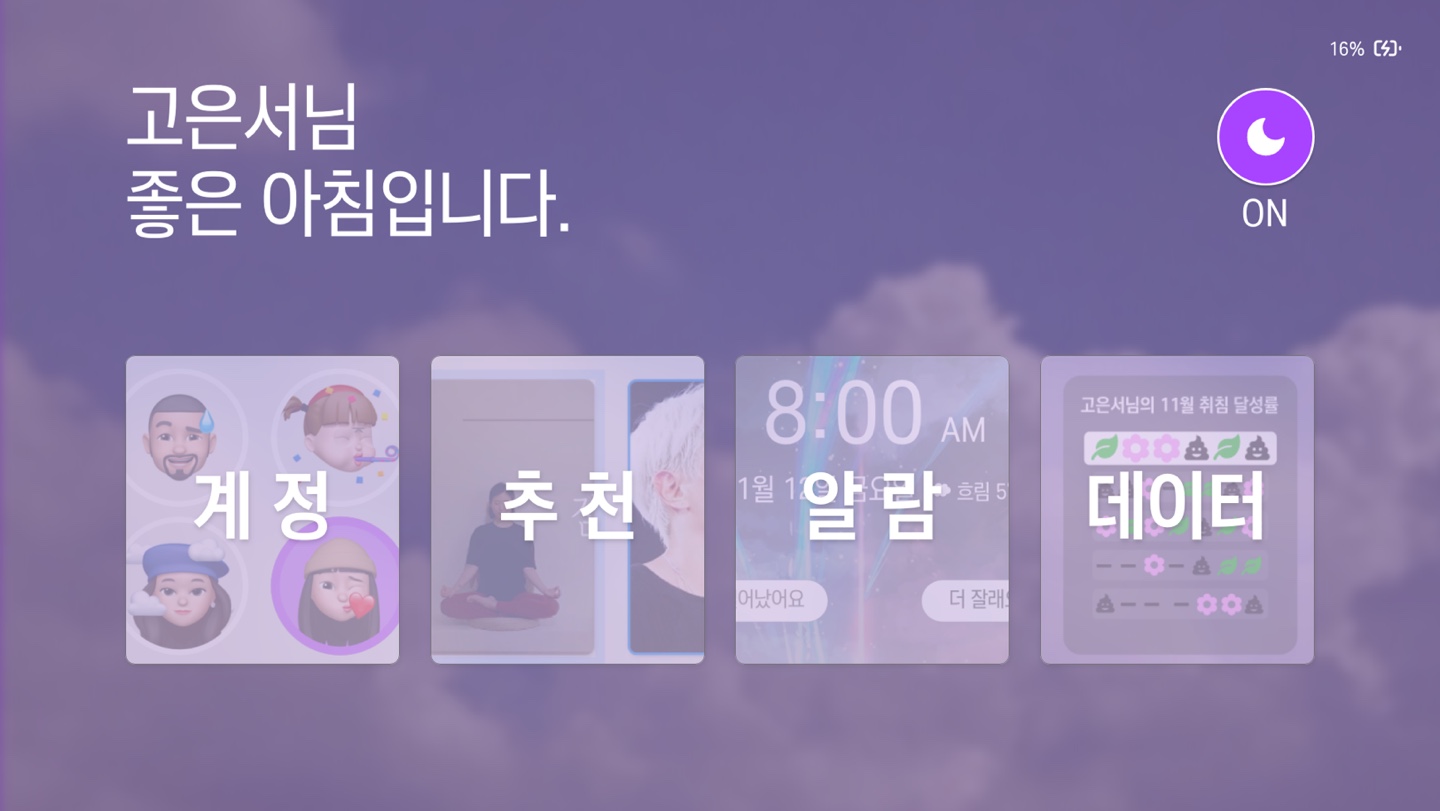 16%
고은서님
좋은 아침입니다.
ON
계정
추천
8:00 AM
흐림
알람
어났어요
더 잘래
고은서님의 11월 취침 달성률
데이터